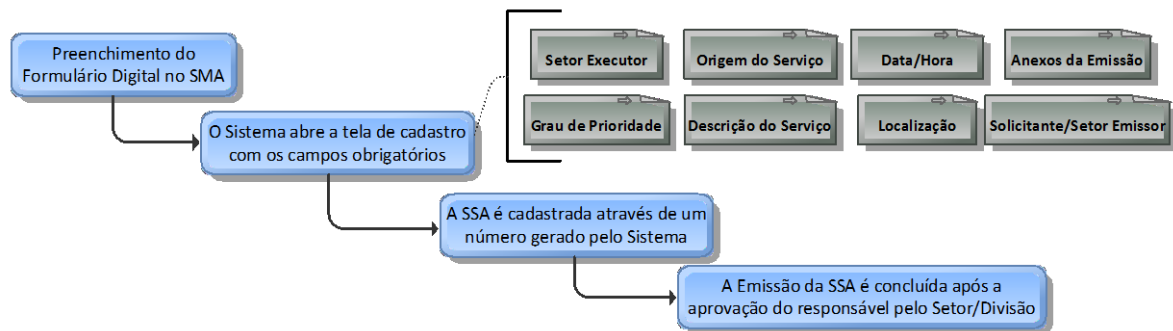 Preenchimento do
Formulário Digital no SMA
O Sistema abre a tela de cadastro
com os campos obrigatórios
Setor Executor
Origem do Serviço
Data/Hora
Anexos da Emissão
Grau de Prioridade
Descrição do Serviço
Localização
Solicitante/Setor Emissor
A SSA é cadastrada através de um
número gerado pelo Sistema
A Emissão da SSA é concluída após a
aprovação do responsável pelo Setor/Divisão